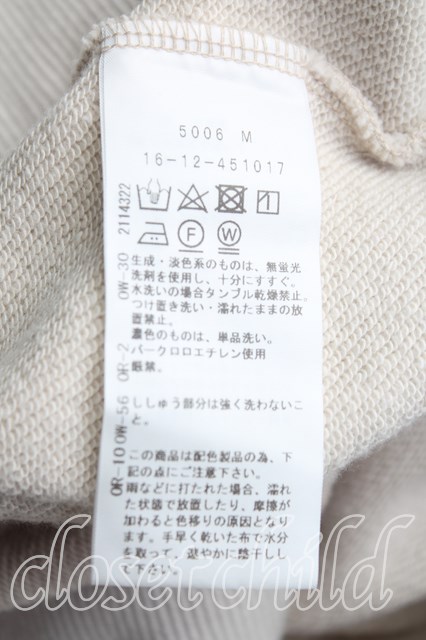 5006 M
16-12-451017
F
W
生成・淡色系のものは、無蛍光
洗剤を使用し、十分にすすぐ。
水洗いの場合タンブル乾燥禁止。
つけ置き洗い・濡れたままの放
置禁止。
濃色のものは、単品洗い。
パークロロエチレン使用
厳禁。
ししゅう部分は強く洗わないこ
と。
この商品は配色製品の為、下
記の点にご注意下さい。
雨などに打たれた場合、濡れ
た状態で放置したり、摩擦が
加わると色移りの原因となり
ます。手早く乾いた布で水分
を取って、速やかに陰干しし
て下さい。
OR-10 OW-56 OR-2 OW-30 2114322
closet child